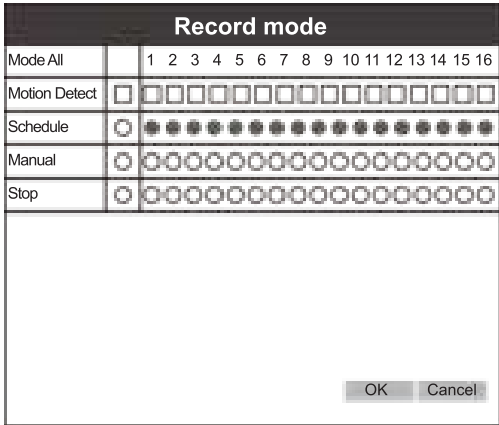 Record mode
Mode All 1 2 3 4 5 6 7 8 9 10 11 12 13 14 15 16
Motion Detect
Schedule
Manual
Stop
OK Cancel